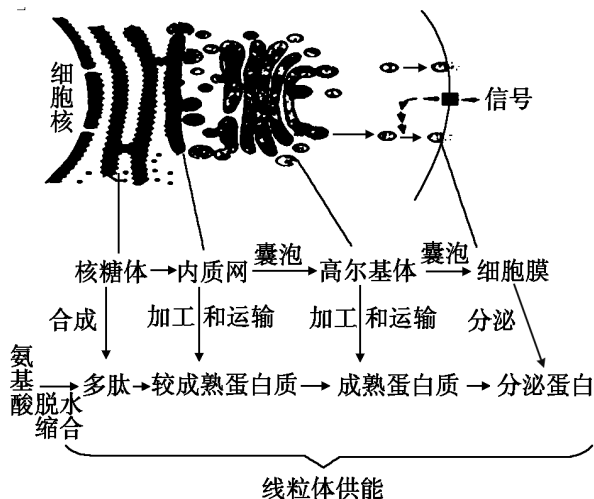 细胞核
信号
核糖体 内质网 囊泡 高尔基体 囊泡 细胞膜
合成 加工 和运输 加工 和运输 分泌
氨基酸 脱水缩合 多肽 较成熟蛋白质 成熟蛋白质 分泌蛋白
线粒体供能